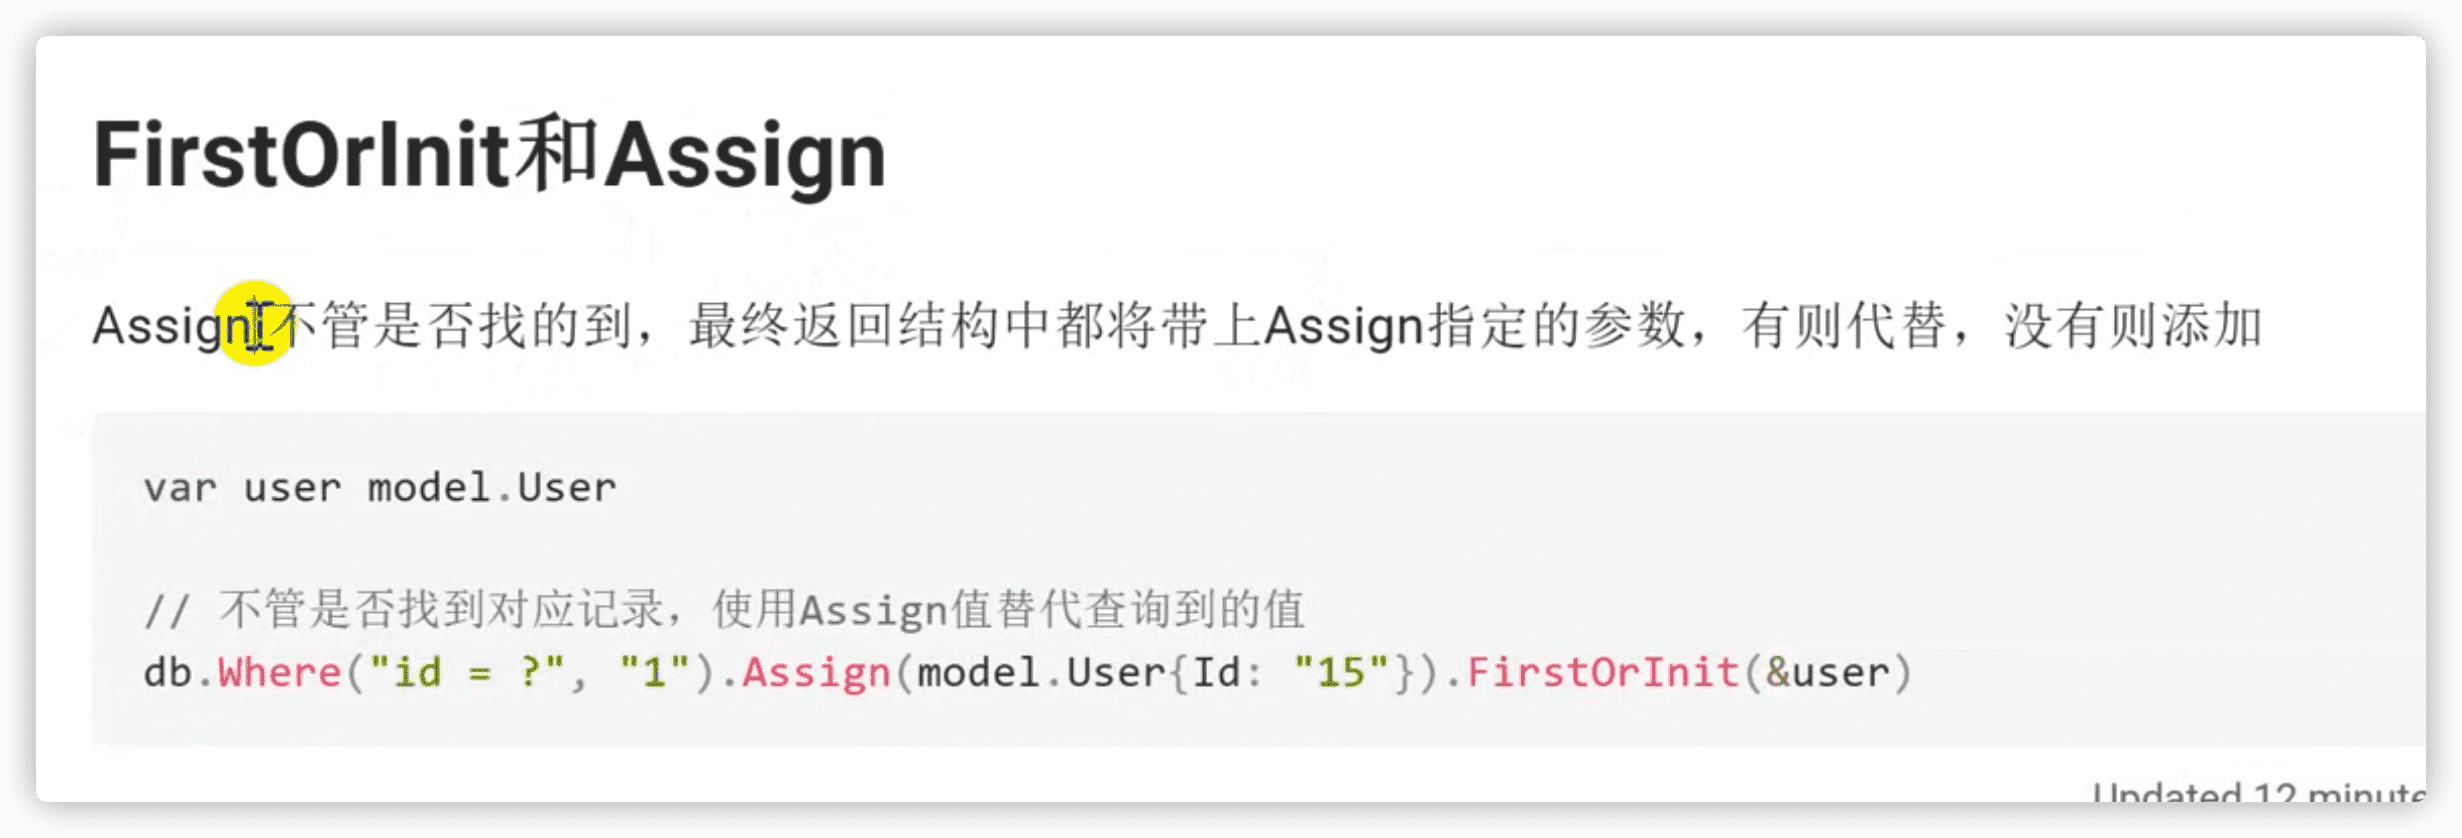 FirstOrInit和Assign
Assign不管是否找的到，最终返回结构中都将带上Assign指定的参数，有则代替，没有则添加
var user model.User
// 不管是否找到对应记录，使用Assign值替代查询到的值
db.Where("id = ?", "1").Assign(model.User{Id: "15"}).FirstOrInit(&user)
Updated 12 minute